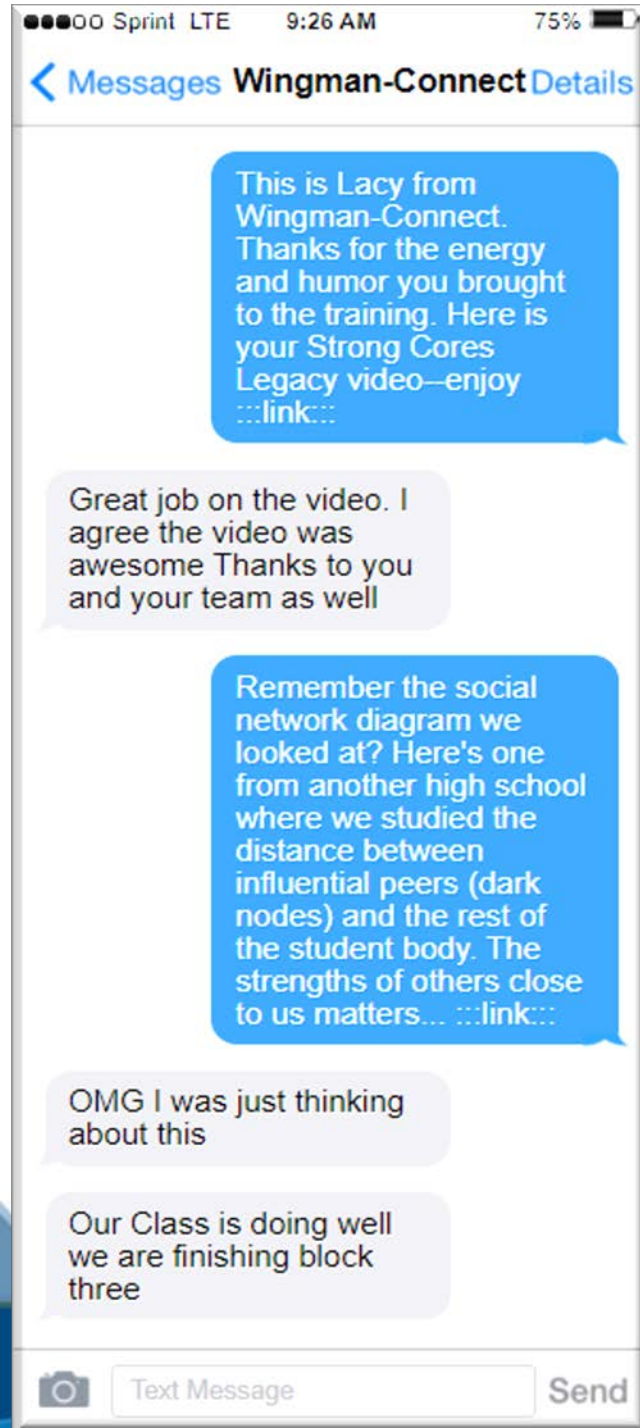 Sprint LTE 9:26 AM 75%
Messages Wingman-Connect Details
This is Lacy from
Wingman-Connect.
Thanks for the energy
and humor you brought
to the training. Here is
your Strong Cores
Legacy video--enjoy
:::link:::
Great job on the video. I
agree the video was
awesome Thanks to you
and your team as well
Remember the social
network diagram we
looked at? Here's one
from another high school
where we studied the
distance between
influential peers (dark
nodes) and the rest of
the student body. The
strengths of others close
to us matters... :::link:::
OMG I was just thinking
about this
Our Class is doing well
we are finishing block
three
Text Message Send